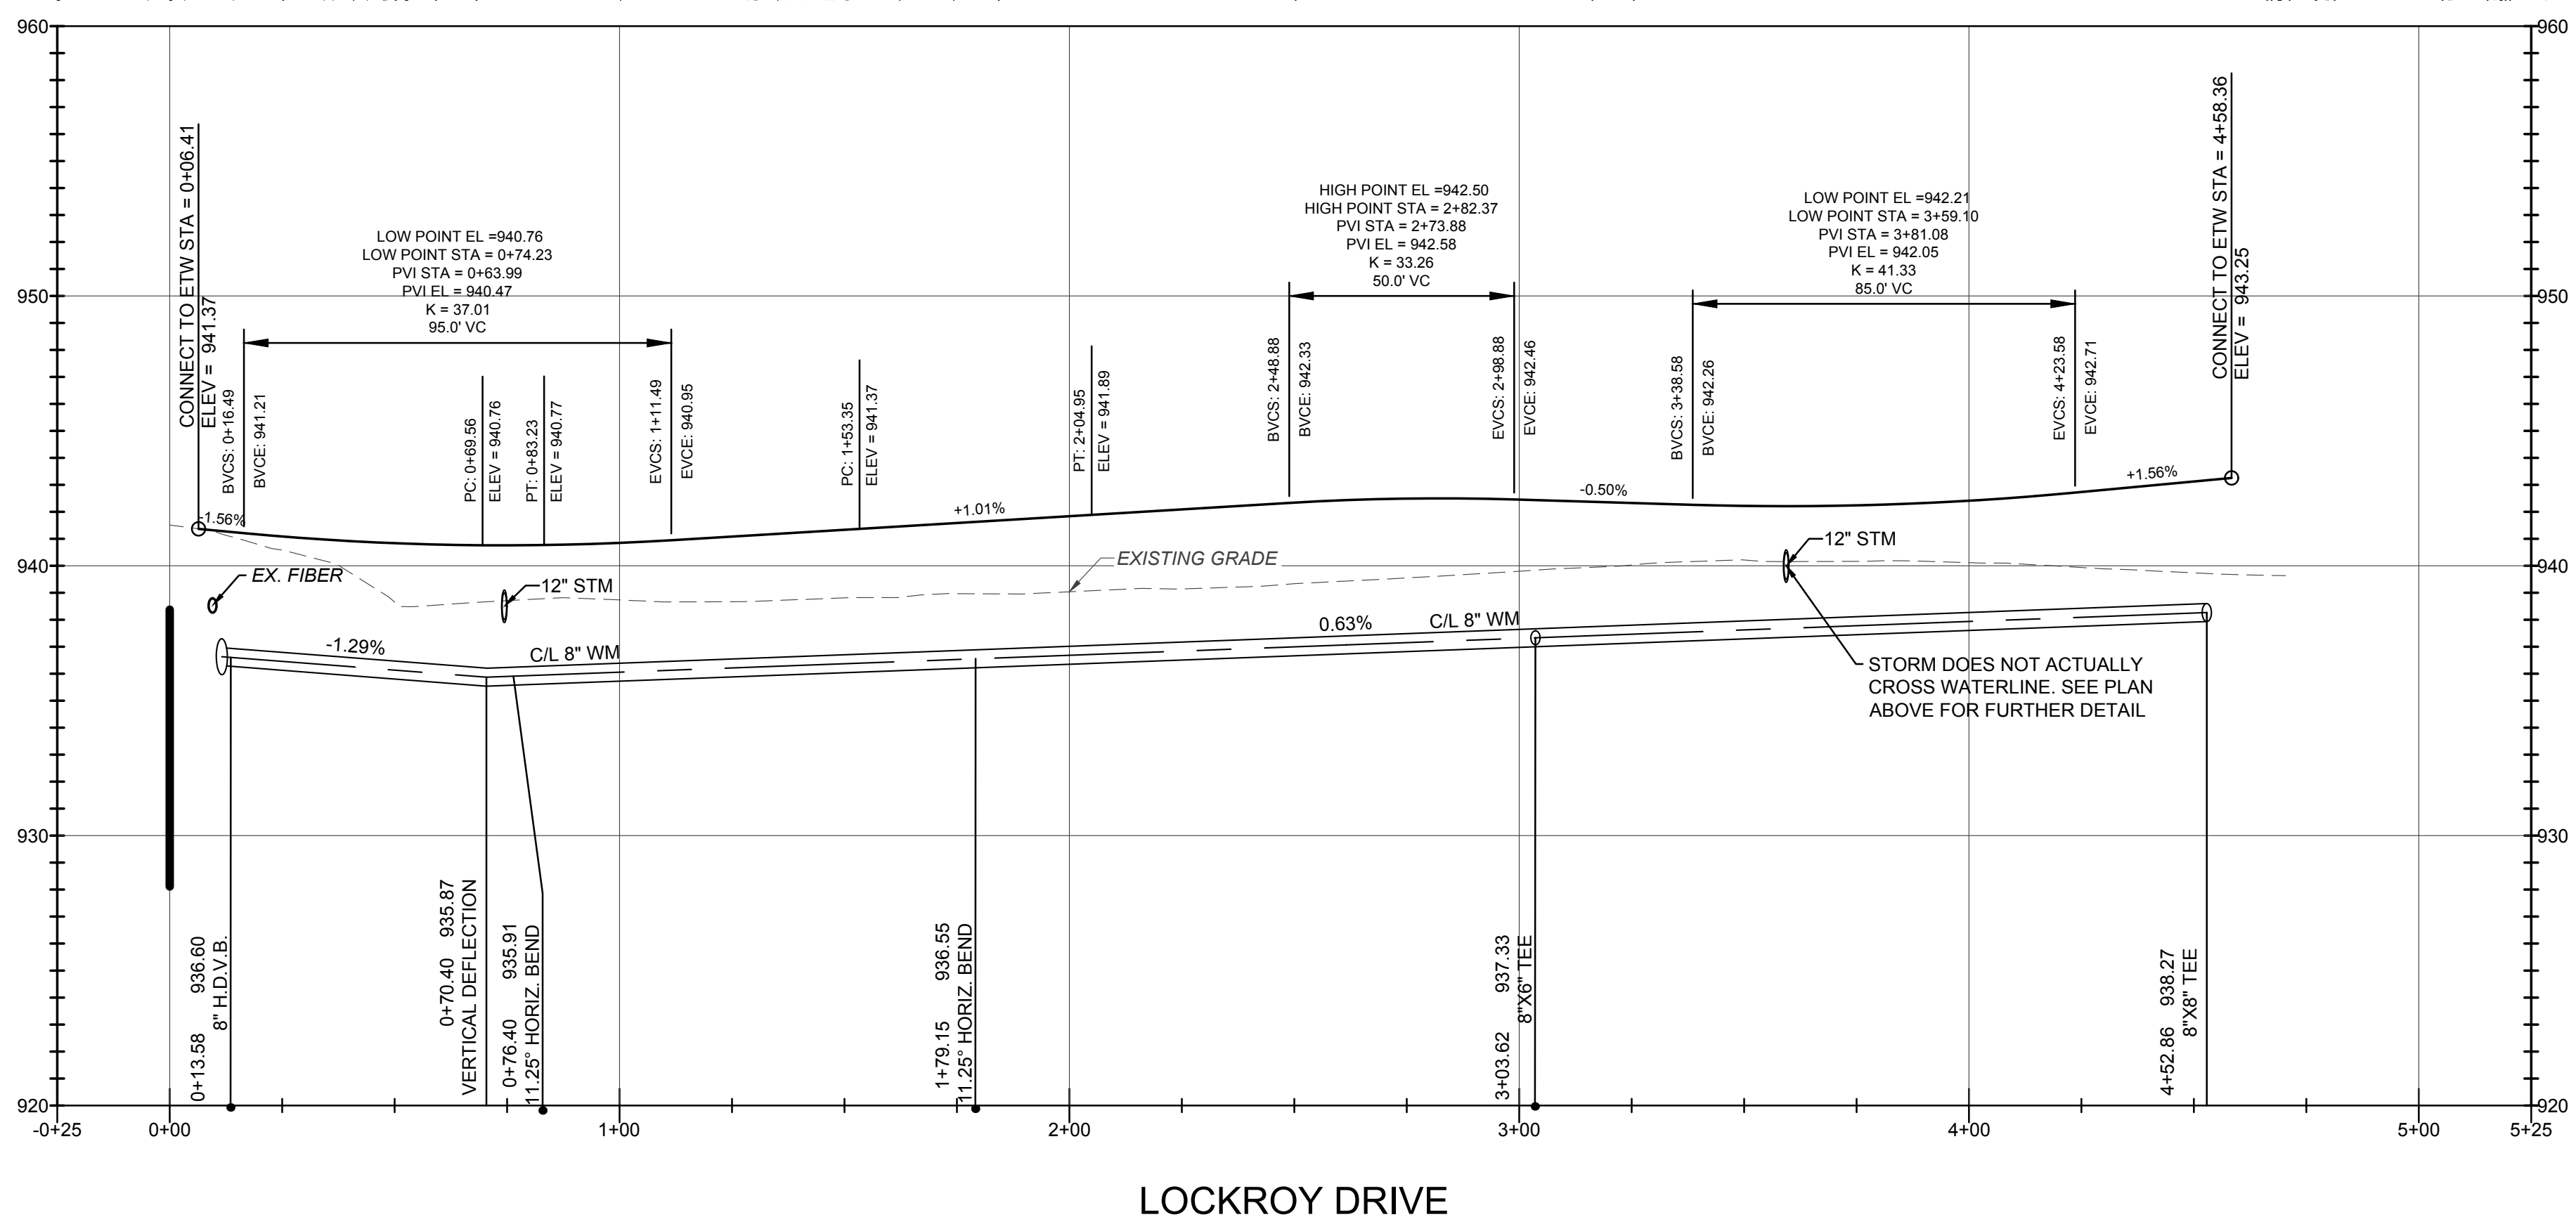 960
960
CONNECT TO ETW STA = 0+06.41
ELEV = 941.37
BVCS: 0+16.49
BVCE: 941.21
LOW POINT EL =940.76
LOW POINT STA = 0+74.23
PVI STA = 0+63.99
PVI EL = 940.47
K = 37.01
95.0' VC
PC: 0+69.56
ELEV = 940.76
PT: 0+83.23
ELEV = 940.77
EVCS: 1+11.49
EVCE: 940.95
PC: 1+53.35
ELEV = 941.37
PT: 2+04.95
ELEV = 941.89
HIGH POINT EL =942.50
HIGH POINT STA = 2+82.37
PVI STA = 2+73.88
PVI EL = 942.58
K = 33.26
50.0' VC
BVCS: 2+48.88
BVCE: 942.33
EVCS: 2+98.88
EVCE: 942.46
LOW POINT EL =942.21
LOW POINT STA = 3+59.10
PVI STA = 3+81.08
PVI EL = 942.05
K = 41.33
85.0' VC
BVCS: 3+38.58
BVCE: 942.26
EVCS: 4+23.58
EVCE: 942.71
CONNECT TO ETW STA = 4+58.36
ELEV = 943.25
950
950
-1.56%
+1.01%
-0.50%
+1.56%
940
940
EX. FIBER
12" STM
EXISTING GRADE
12" STM
-1.29%
C/L 8" WM
0.63%
C/L 8" WM
STORM DOES NOT ACTUALLY
CROSS WATERLINE. SEE PLAN
ABOVE FOR FURTHER DETAIL
930
930
0+13.58 936.60
8" H.D.V.B.
0+70.40 935.87
VERTICAL DEFLECTION
0+76.40 935.91
11.25° HORIZ. BEND
1+79.15 936.55
11.25° HORIZ. BEND
3+03.62 937.33
8"X6" TEE
4+52.86 938.27
8"X8" TEE
920
920
-0+25 0+00 1+00 2+00 3+00 4+00 5+00 5+25
LOCKROY DRIVE